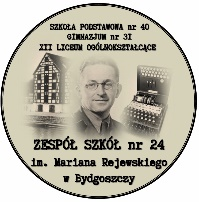 SZKOŁA PODSTAWOWA nr 40
GIMNAZJUM nr 31
XII LICEUM OGÓLNOKSZTAŁCĄCE
ZESPÓŁ SZKÓŁ nr 24
im. Mariana Rejewskiego
w Bydgoszczy